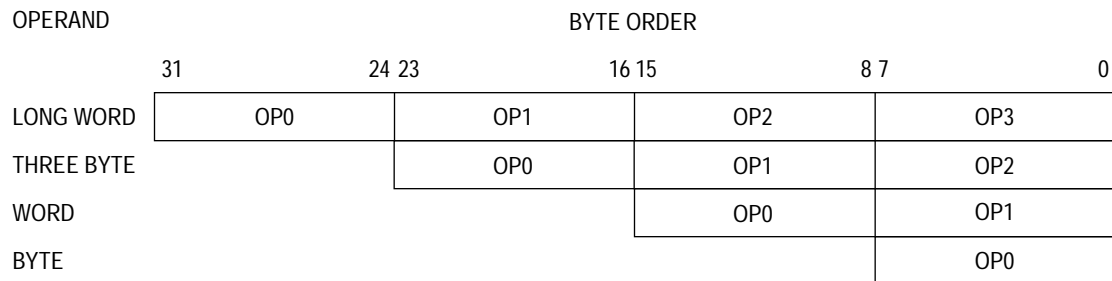 OPERAND BYTE ORDER
31 24 23 16 15 8 7 0
LONG WORD OP0 OP1 OP2 OP3
THREE BYTE OP0 OP1 OP2
WORD OP0 OP1
BYTE OP0